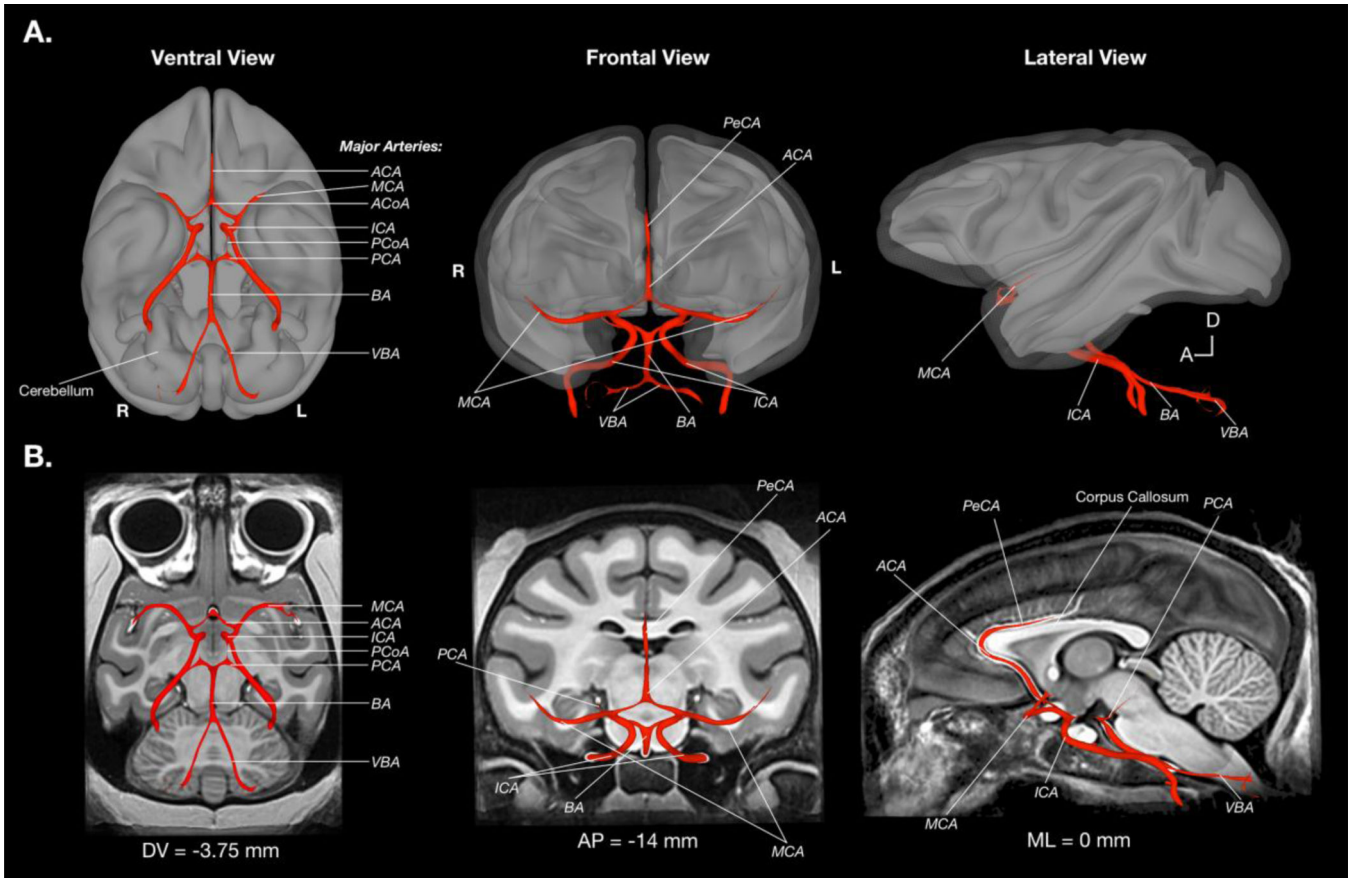 A.
Ventral View
Frontal View
Lateral View
Major Arteries:
ACA
MCA
ACoA
ICA
PCoA
PCA
BA
VBA
Cerebellum
R
L
PeCA
ACA
R
L
MCA
VBA
BA
ICA
MCA
ICA
BA
VBA
D
A
B.
MCA
ACA
ICA
PCoA
PCA
BA
VBA
DV = -3.75 mm
PeCA
ACA
PCA
ICA
BA
MCA
AP = -14 mm
PeCA
Corpus Callosum
PCA
ACA
MCA
ICA
VBA
ML = 0 mm